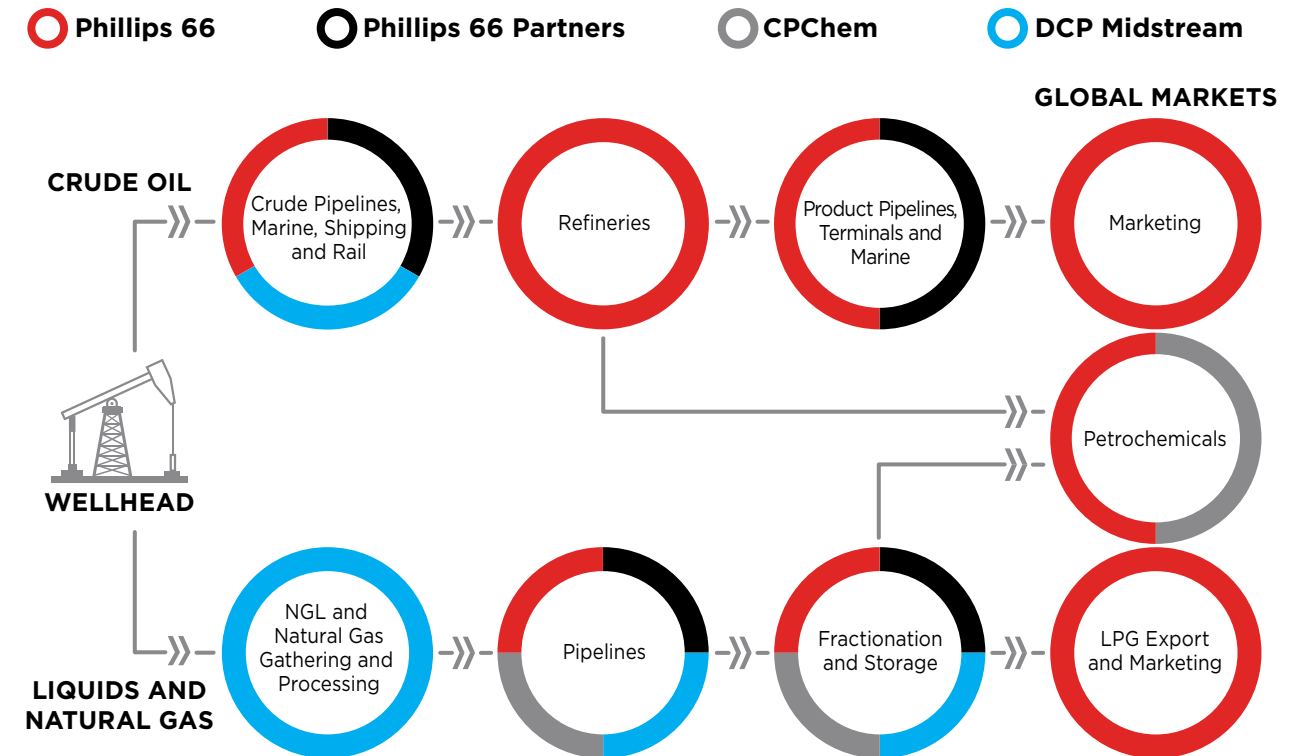 Phillips 66
Phillips 66 Partners
CPChem
DCP Midstream
GLOBAL MARKETS
CRUDE OIL
Crude Pipelines,
Marine, Shipping
and Rail
Refineries
Product Pipelines,
Terminals and
Marine
Marketing
Petrochemicals
WELLHEAD
LIQUIDS AND
NATURAL GAS
NGL and
Natural Gas
Gathering and
Processing
Pipelines
Fractionation
and Storage
LPG Export
and Marketing